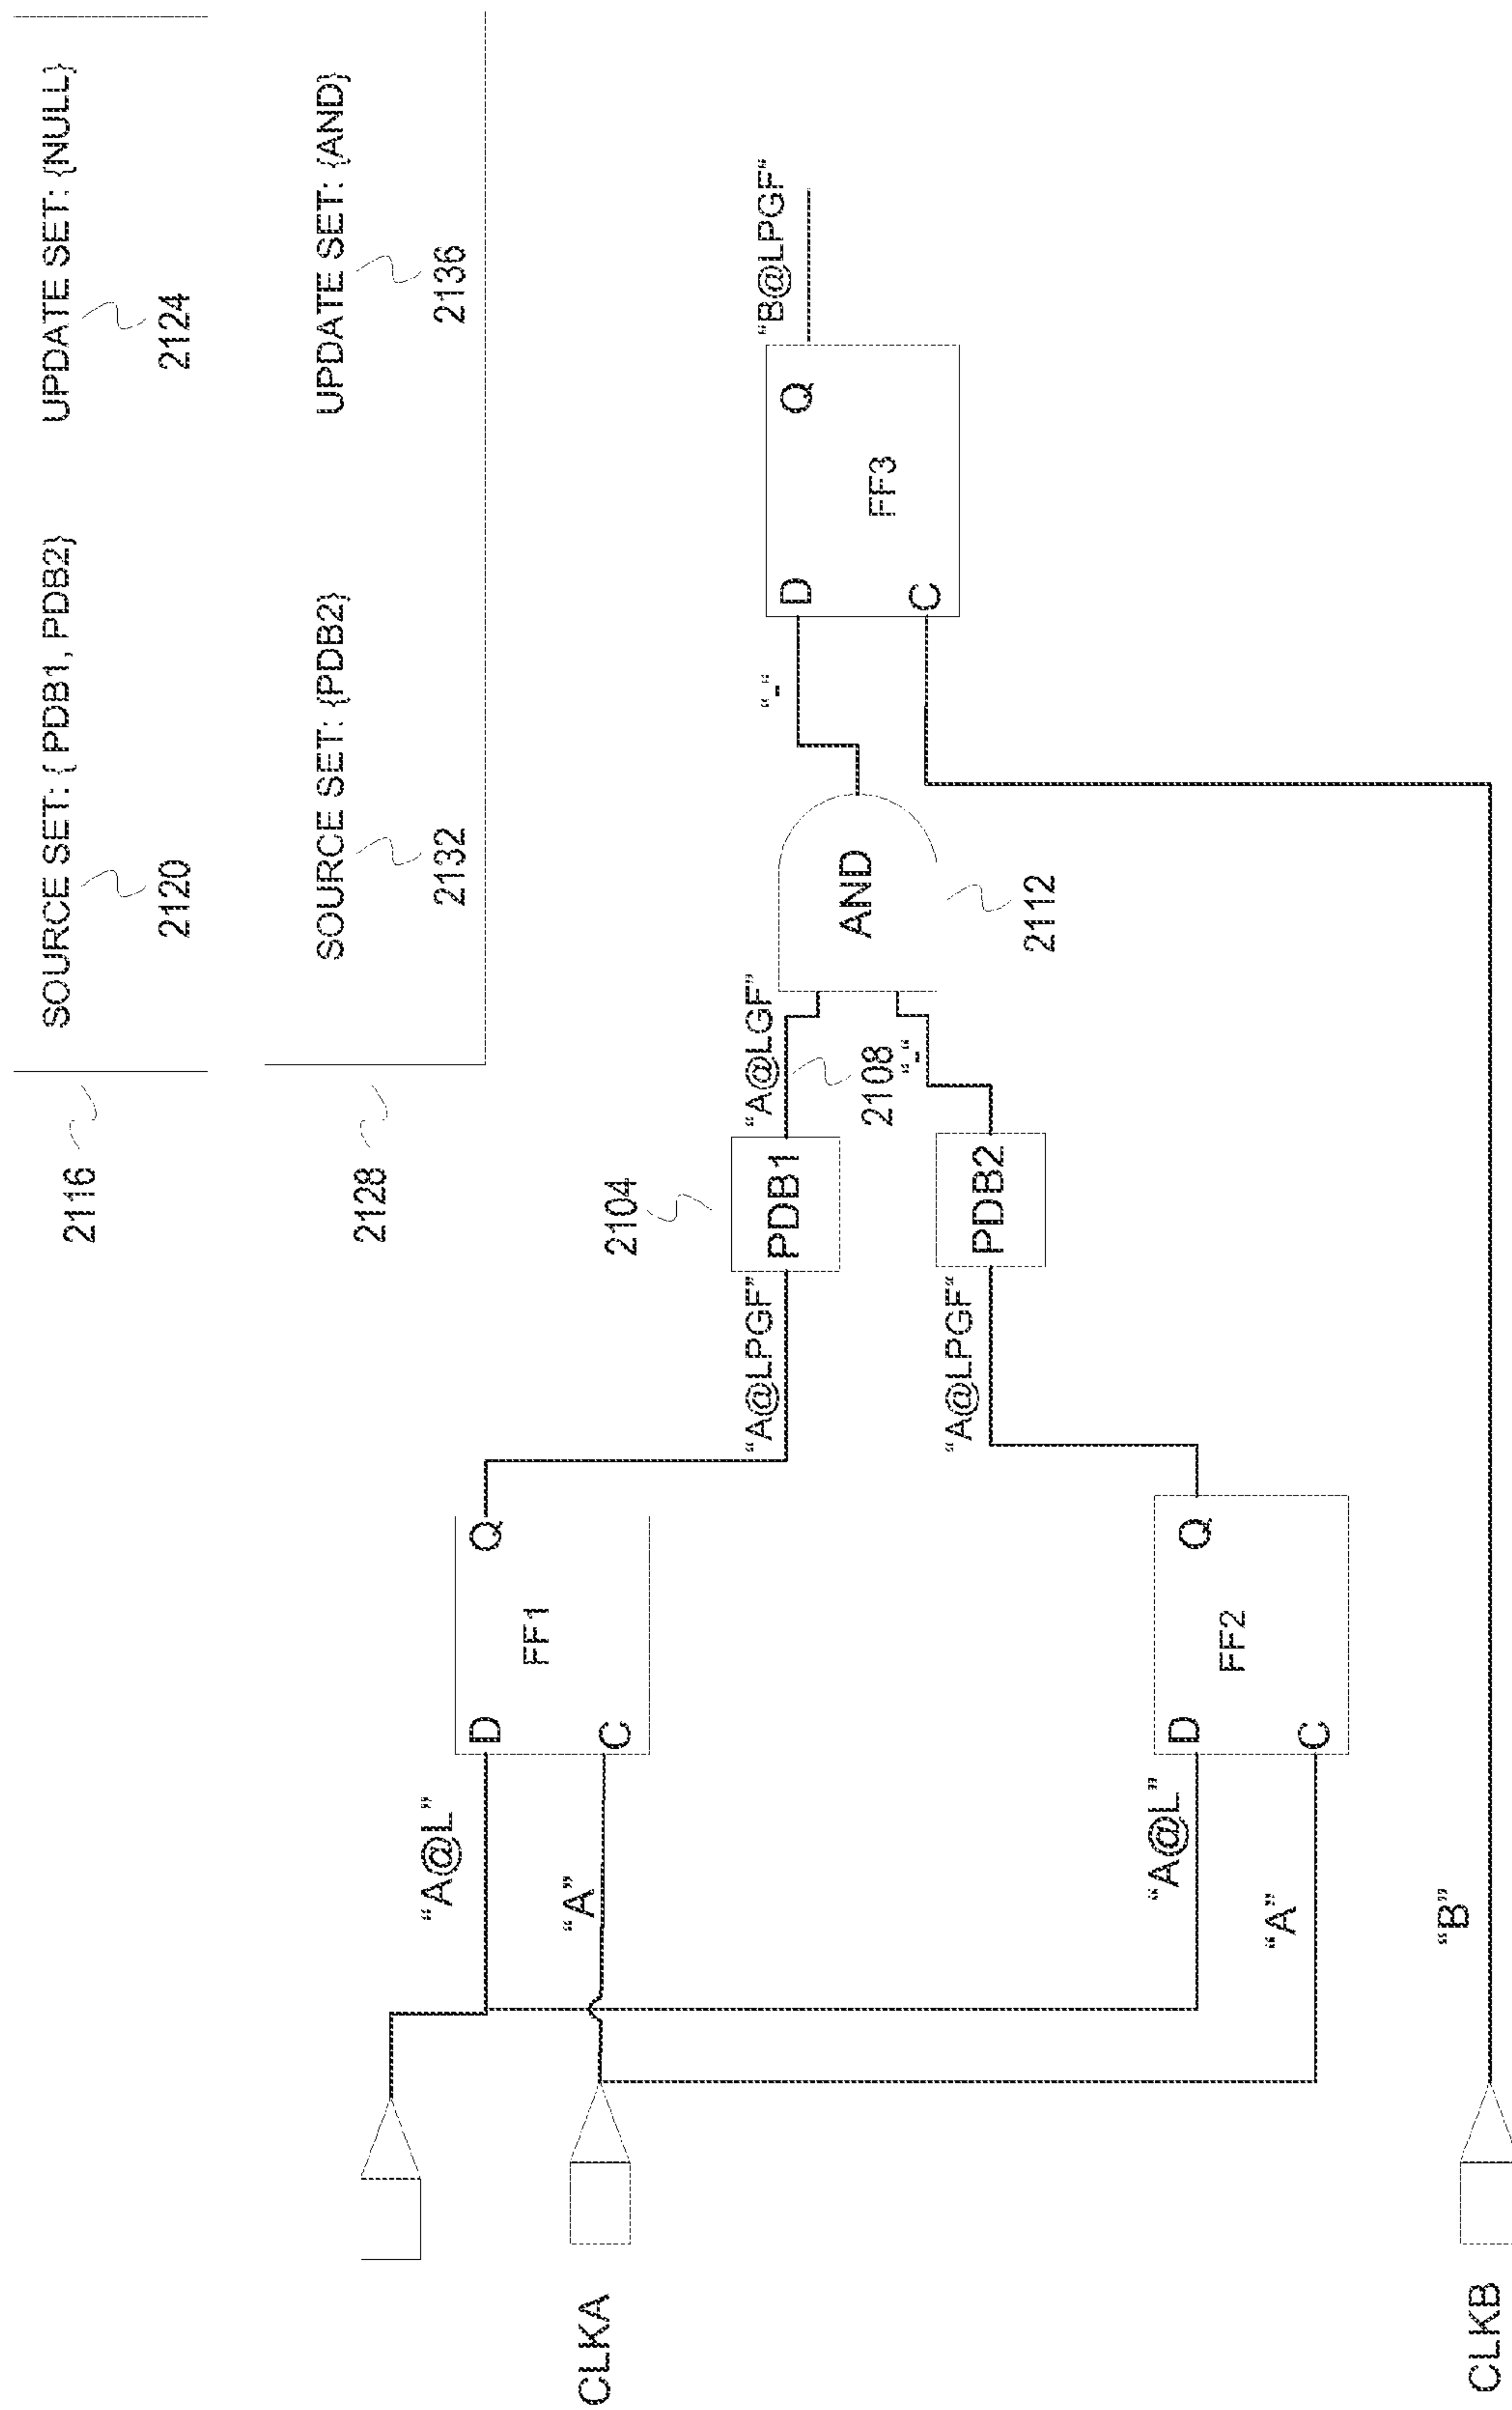 2116
SOURCE SET: { PDB1, PDB2}
2120
UPDATE SET: {NULL}
2124
2128
SOURCE SET: {PDB2}
2132
UPDATE SET: {AND}
2136
"A@L"
D
Q
FF1
"A"
C
CLKA
2104
"A@LPGF"
PDB1
"A@LGF"
2108
"A@LPGF“
PDB2
"-“
AND
2112
"-“
D
Q
FF3
C
"B@LPGF“
"A@L"
D
Q
FF2
"A"
C
"B"
CLKB